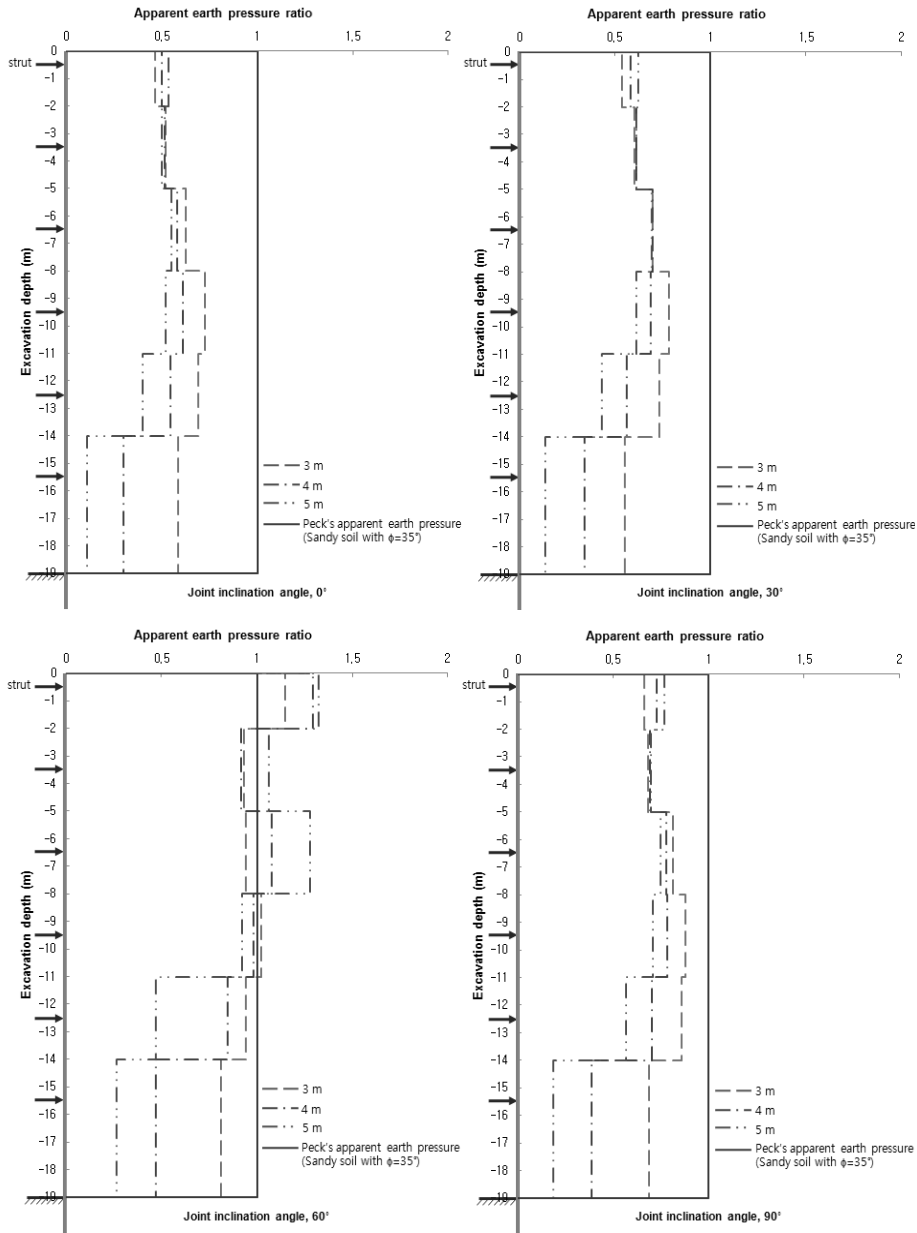 Apparent earth pressure ratio
0 0,5 1 1,5 2
0
strut
-1
-2
-3
-4
-5
-6
-7
-8
-9
-10
-11
-12
-13
-14
-15
-16
-17
-18
Excavation depth (m)
3 m
4 m
5 m
Peck's apparent earth pressure
(Sandy soil with ϕ=35°)
Joint inclination angle, 0°
Apparent earth pressure ratio
0 0,5 1 1,5 2
0
strut
-1
-2
-3
-4
-5
-6
-7
-8
-9
-10
-11
-12
-13
-14
-15
-16
-17
-18
Excavation depth (m)
3 m
4 m
5 m
Peck's apparent earth pressure
(Sandy soil with ϕ=35°)
Joint inclination angle, 30°
Apparent earth pressure ratio
0 0,5 1 1,5 2
0
strut
-1
-2
-3
-4
-5
-6
-7
-8
-9
-10
-11
-12
-13
-14
-15
-16
-17
-18
Excavation depth (m)
3 m
4 m
5 m
Peck's apparent earth pressure
(Sandy soil with ϕ=35°)
Joint inclination angle, 60°
Apparent earth pressure ratio
0 0,5 1 1,5 2
0
strut
-1
-2
-3
-4
-5
-6
-7
-8
-9
-10
-11
-12
-13
-14
-15
-16
-17
-18
Excavation depth (m)
3 m
4 m
5 m
Peck's apparent earth pressure
(Sandy soil with ϕ=35°)
Joint inclination angle, 90°